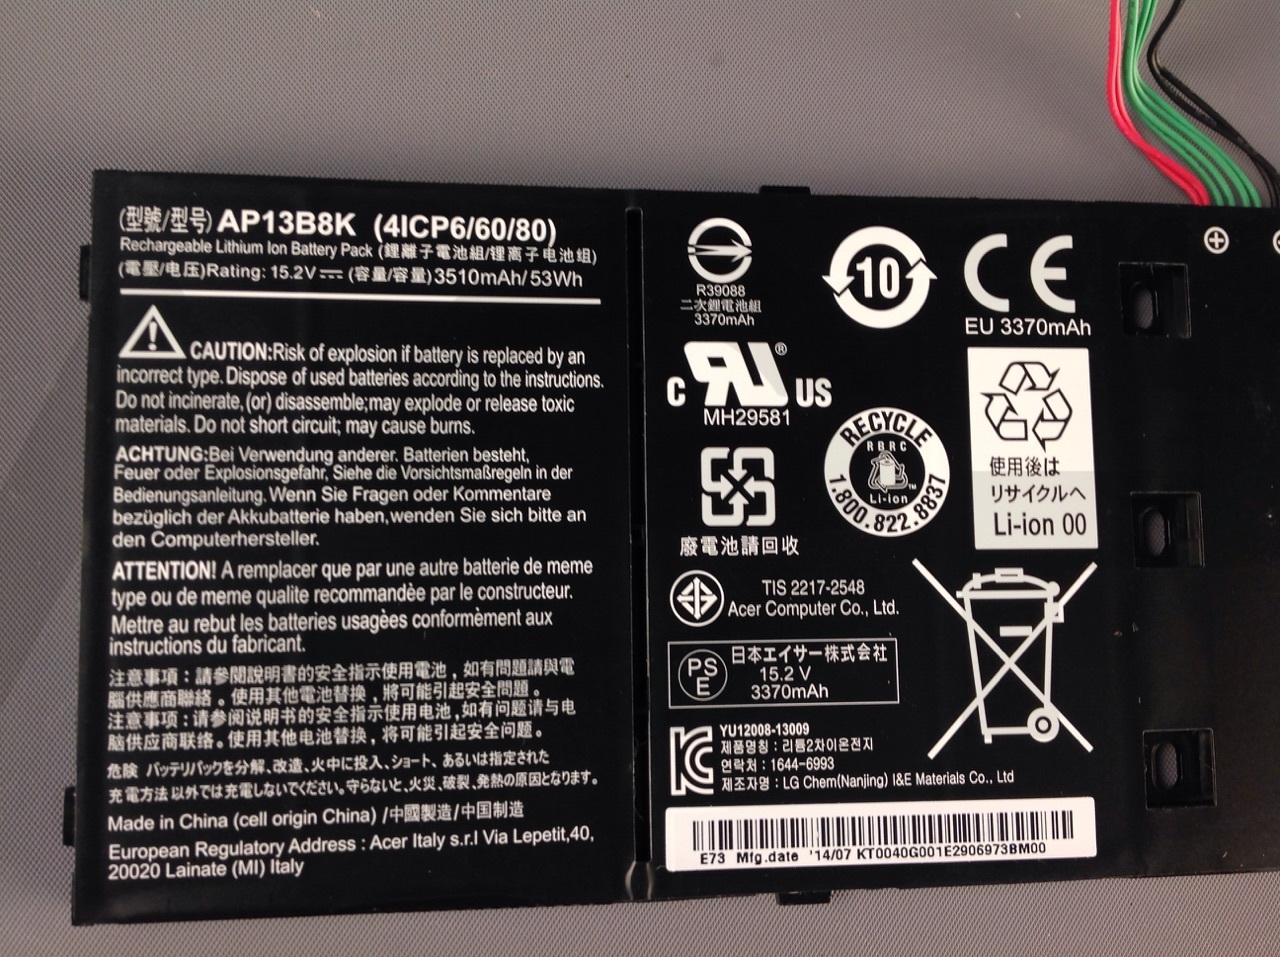 (型號/型号) AP13B8K (4ICP6/60/80)
Rechargeable Lithium Ion Battery Pack (鋰離子電池組/锂离子电池组)
(電壓/电压)Rating: 15.2V⎓ (容量/容量) 3510mAh/ 53Wh
CAUTION:Risk of explosion if battery is replaced by an
incorrect type. Dispose of used batteries according to the instructions.
Do not incinerate, (or) disassemble;may explode or release toxic
materials. Do not short circuit; may cause burns.
ACHTUNG:Bei Verwendung anderer. Batterien besteht,
Feuer oder Explosionsgefahr, Siehe die Vorsichtsmaßregeln in der
Bedienungsanleitung. Wenn Sie Fragen oder Kommentare
bezüglich der Akkubatterie haben,wenden Sie sich bitte an
den Computerhersteller.
ATTENTION! A remplacer que par une autre batterie de meme
type ou de meme qualite recommandée par le constructeur.
Mettre au rebut les batteries usagèes conformèment aux
instructions du fabricant.
注意事項：請參閱說明書的安全指示使用電池，如有問題請與電
腦供應商聯絡。使用其他電池替換，將可能引起安全問題。
注意事项：请参阅说明书的安全指示使用电池,如有问题请与电
脑供应商联络。使用其他电池替换，将可能引起安全问题。
危険 バッテリパックを分解、改造、火中に投入、ショート、あるいは指定された
充電方法以外では充電しないでください。守らないと、火災、破裂、発熱の原因となります。
Made in China (cell origin China) /中國製造/中国制造
European Regulatory Address : Acer Italy s.r.l Via Lepetit,40,
20020 Lainate (MI) Italy
R39088
二次鋰電池組
3370mAh
10
CE
EU 3370mAh
C RU ® US
MH29581
RECYCLE
RBRC
Li-ion
TM
1.800.822.8837
使用後は
リサイクルへ
Li-ion 00
廢電池請回收
TIS 2217-2548
Acer Computer Co., Ltd.
PS
E
日本エイサー株式会社
15.2 V
3370mAh
YU12008-13009
제품명칭 : 리튬2차이온전지
연락처 : 1644-6993
제조자명 : LG Chem(Nanjing) I&E Materials Co., Ltd
E73 Mfg.date '14/07 KT0040G001E2906973BM00